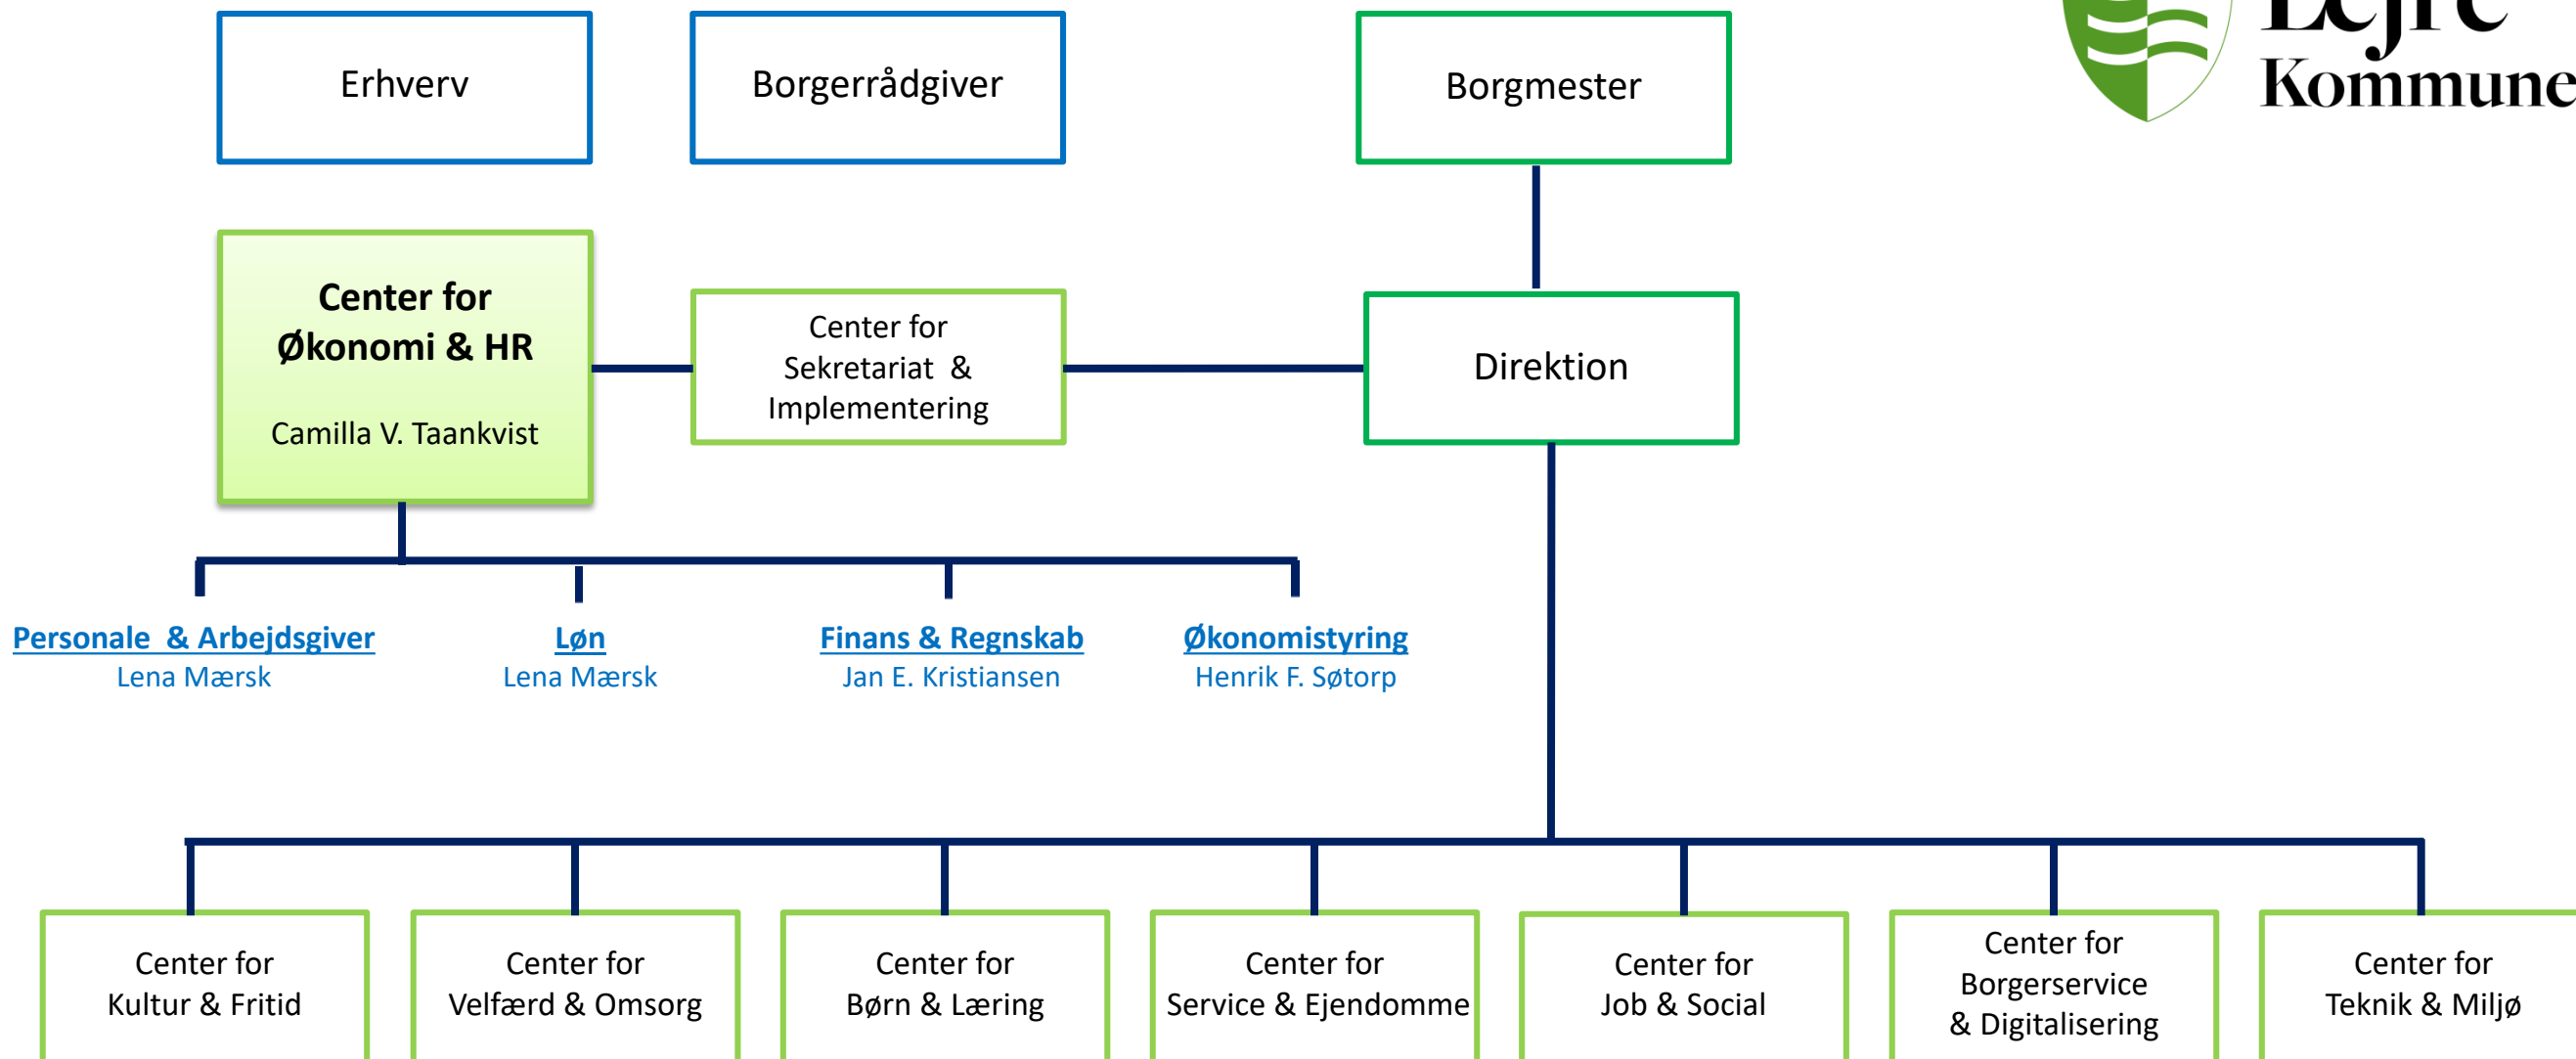 Lejre
Kommune
Erhverv
Borgerrådgiver
Borgmester
Center for
Økonomi & HR
Camilla V. Taankvist
Center for
Sekretariat & 
Implementering
Direktion
Personale & Arbejdsgiver
Lena Mærsk
Løn
Lena Mærsk
Finans & Regnskab
Jan E. Kristiansen
Økonomistyring
Henrik F. Søtorp
Center for
Kultur & Fritid
Center for
Velfærd & Omsorg
Center for
Børn & Læring
Center for
Service & Ejendomme
Center for
Job & Social
Center for
Borgerservice
& Digitalisering
Center for
Teknik & Miljø